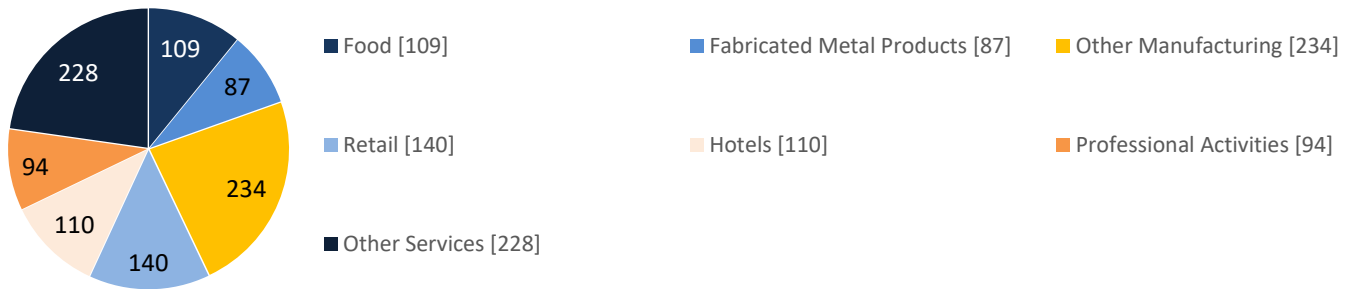 109
87
234
140
110
94
228
Food [109]
Fabricated Metal Products [87]
Other Manufacturing [234]
Retail [140]
Hotels [110]
Professional Activities [94]
Other Services [228]